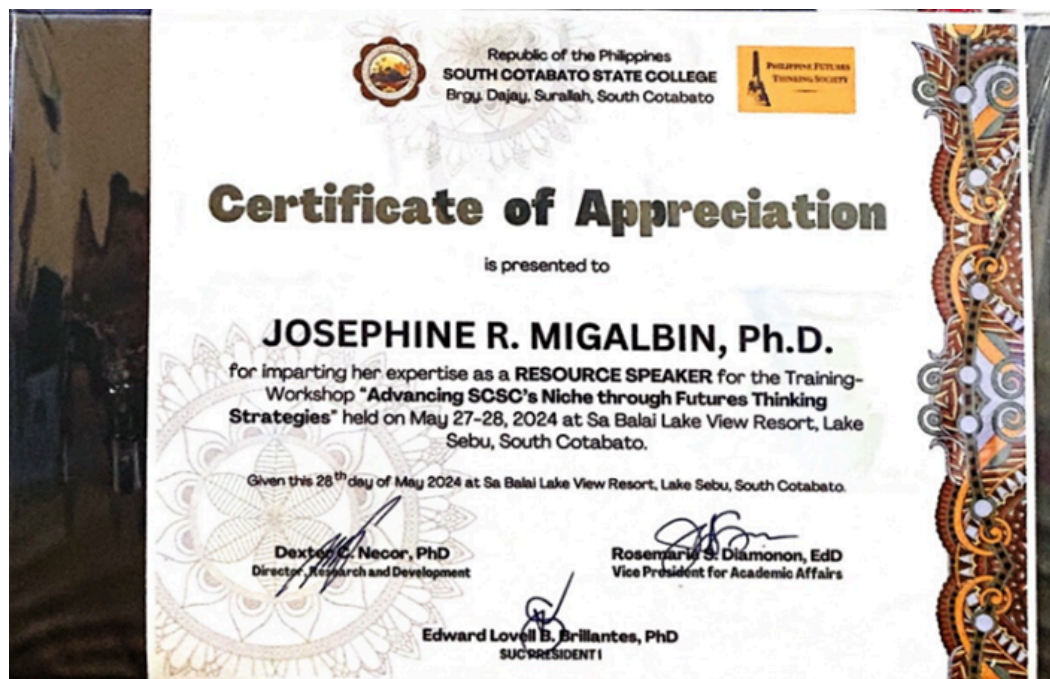 Republic of the Philippines
SOUTH COTABATO STATE COLLEGE
Brgy. Dajay, Surallah, South Cotabato
PHILIPPINE FUTURES
THINKING SOCIETY
Certificate of Appreciation
is presented to
JOSEPHINE R. MIGALBIN, Ph.D.
for imparting her expertise as a RESOURCE SPEAKER for the Training-
Workshop "Advancing SCSC's Niche through Futures Thinking
Strategies" held on May 27-28, 2024 at Sa Balai Lake View Resort, Lake
Sebu, South Cotabato.
Given this 28th day of May 2024 at Sa Balai Lake View Resort, Lake Sebu, South Cotabato.
Dexter C. Necor, PhD
Director, Research and Development
Rosemarie S. Diamonon, EdD
Vice President for Academic Affairs
Edward Lovell B. Brillantes, PhD
SUC PRESIDENT I